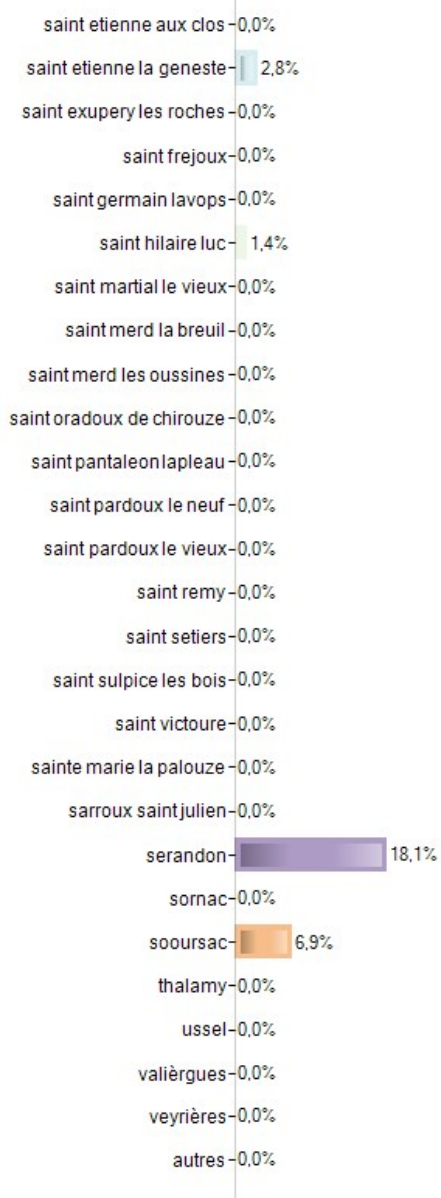 saint etienne aux clos 0,0%
saint etienne la geneste 2,8%
saint exupery les roches 0,0%
saint frejoux 0,0%
saint germain lavops 0,0%
saint hilaire luc 1,4%
saint martial le vieux 0,0%
saint merd la breuil 0,0%
saint merd les oussines 0,0%
saint oradoux de chirouze 0,0%
saint pantaleon lapleau 0,0%
saint pardoux le neuf 0,0%
saint pardoux le vieux 0,0%
saint remy 0,0%
saint setiers 0,0%
saint sulpice les bois 0,0%
saint victoure 0,0%
sainte marie la palouze 0,0%
sarroux saint julien 0,0%
serandon 18,1%
sornac 0,0%
sooursac 6,9%
thalamy 0,0%
ussel 0,0%
valièrgues 0,0%
veyrières 0,0%
autres 0,0%